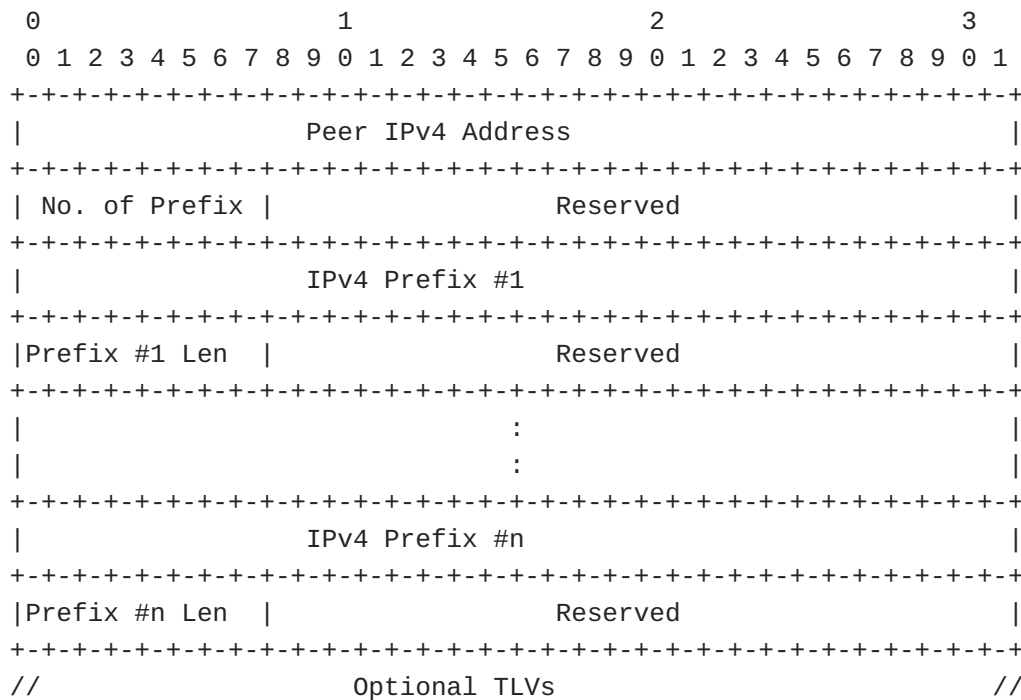 0                   1                   2                   3
 0 1 2 3 4 5 6 7 8 9 0 1 2 3 4 5 6 7 8 9 0 1 2 3 4 5 6 7 8 9 0 1
+-+-+-+-+-+-+-+-+-+-+-+-+-+-+-+-+-+-+-+-+-+-+-+-+-+-+-+-+-+-+-+-+
|                  Peer IPv4 Address                            |
+-+-+-+-+-+-+-+-+-+-+-+-+-+-+-+-+-+-+-+-+-+-+-+-+-+-+-+-+-+-+-+-+
| No. of Prefix |                  Reserved                     |
+-+-+-+-+-+-+-+-+-+-+-+-+-+-+-+-+-+-+-+-+-+-+-+-+-+-+-+-+-+-+-+-+
|                  IPv4 Prefix #1                               |
+-+-+-+-+-+-+-+-+-+-+-+-+-+-+-+-+-+-+-+-+-+-+-+-+-+-+-+-+-+-+-+-+
|Prefix #1 Len  |                  Reserved                     |
+-+-+-+-+-+-+-+-+-+-+-+-+-+-+-+-+-+-+-+-+-+-+-+-+-+-+-+-+-+-+-+-+
|                               :                               |
|                               :                               |
+-+-+-+-+-+-+-+-+-+-+-+-+-+-+-+-+-+-+-+-+-+-+-+-+-+-+-+-+-+-+-+-+
|                  IPv4 Prefix #n                               |
+-+-+-+-+-+-+-+-+-+-+-+-+-+-+-+-+-+-+-+-+-+-+-+-+-+-+-+-+-+-+-+-+
|Prefix #n Len  |                  Reserved                     |
+-+-+-+-+-+-+-+-+-+-+-+-+-+-+-+-+-+-+-+-+-+-+-+-+-+-+-+-+-+-+-+-+
//                    Optional TLVs                            //